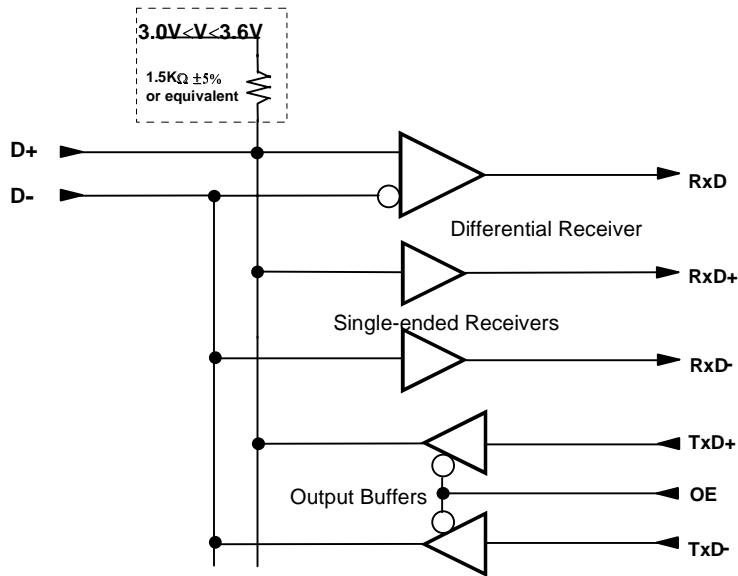 3.0V<V<3.6V
1.5KΩ ±5%
or equivalent
D+
D-
RxD
Differential Receiver
RxD+
Single-ended Receivers
RxD-
TxD+
Output Buffers
OE
TxD-